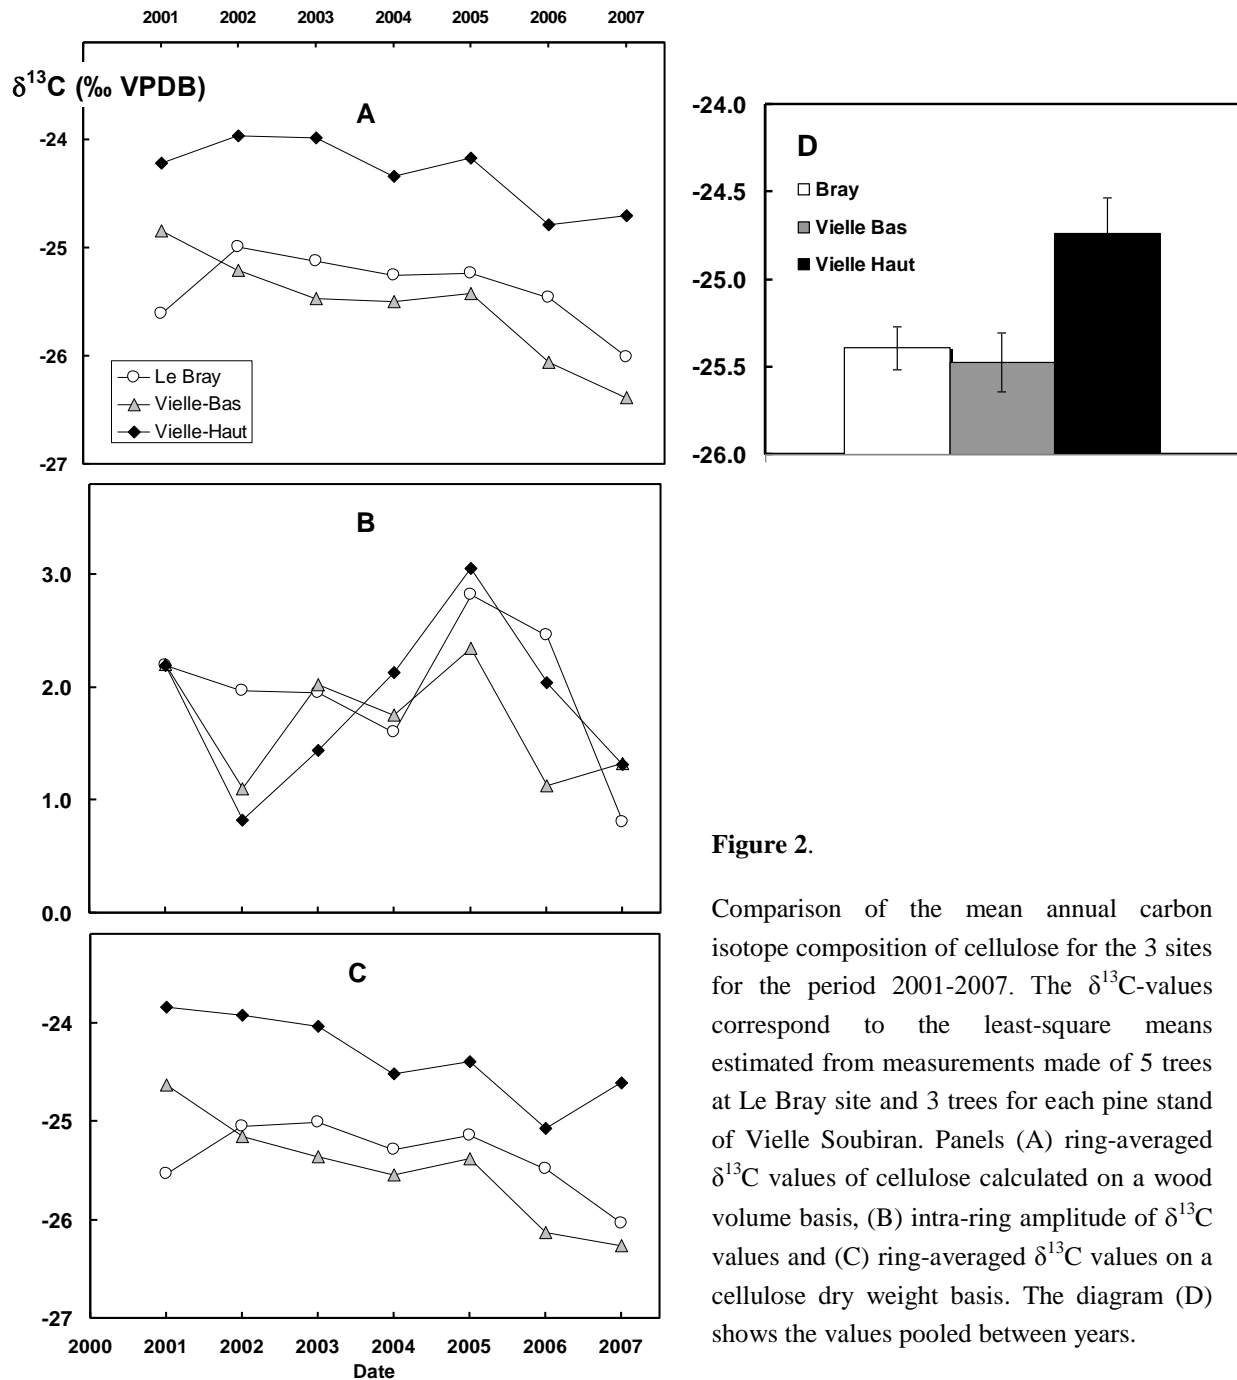 2001 2002 2003 2004 2005 2006 2007
δ13C (‰ VPDB)
A
-24
-25
-26
-27
Le Bray
Vielle-Bas
Vielle-Haut
-24.0
-24.5
-25.0
-25.5
-26.0
D
Bray
Vielle Bas
Vielle Haut
B
3.0
2.0
1.0
0.0
C
-24
-25
-26
-27
2000 2001 2002 2003 2004 2005 2006 2007
Date
Figure 2.
Comparison of the mean annual carbon
isotope composition of cellulose for the 3 sites
for the period 2001-2007. The δ13C-values
correspond to the least-square means
estimated from measurements made of 5 trees
at Le Bray site and 3 trees for each pine stand
of Vielle Soubiran. Panels (A) ring-averaged
δ13C values of cellulose calculated on a wood
volume basis, (B) intra-ring amplitude of δ13C
values and (C) ring-averaged δ13C values on a
cellulose dry weight basis. The diagram (D)
shows the values pooled between years.